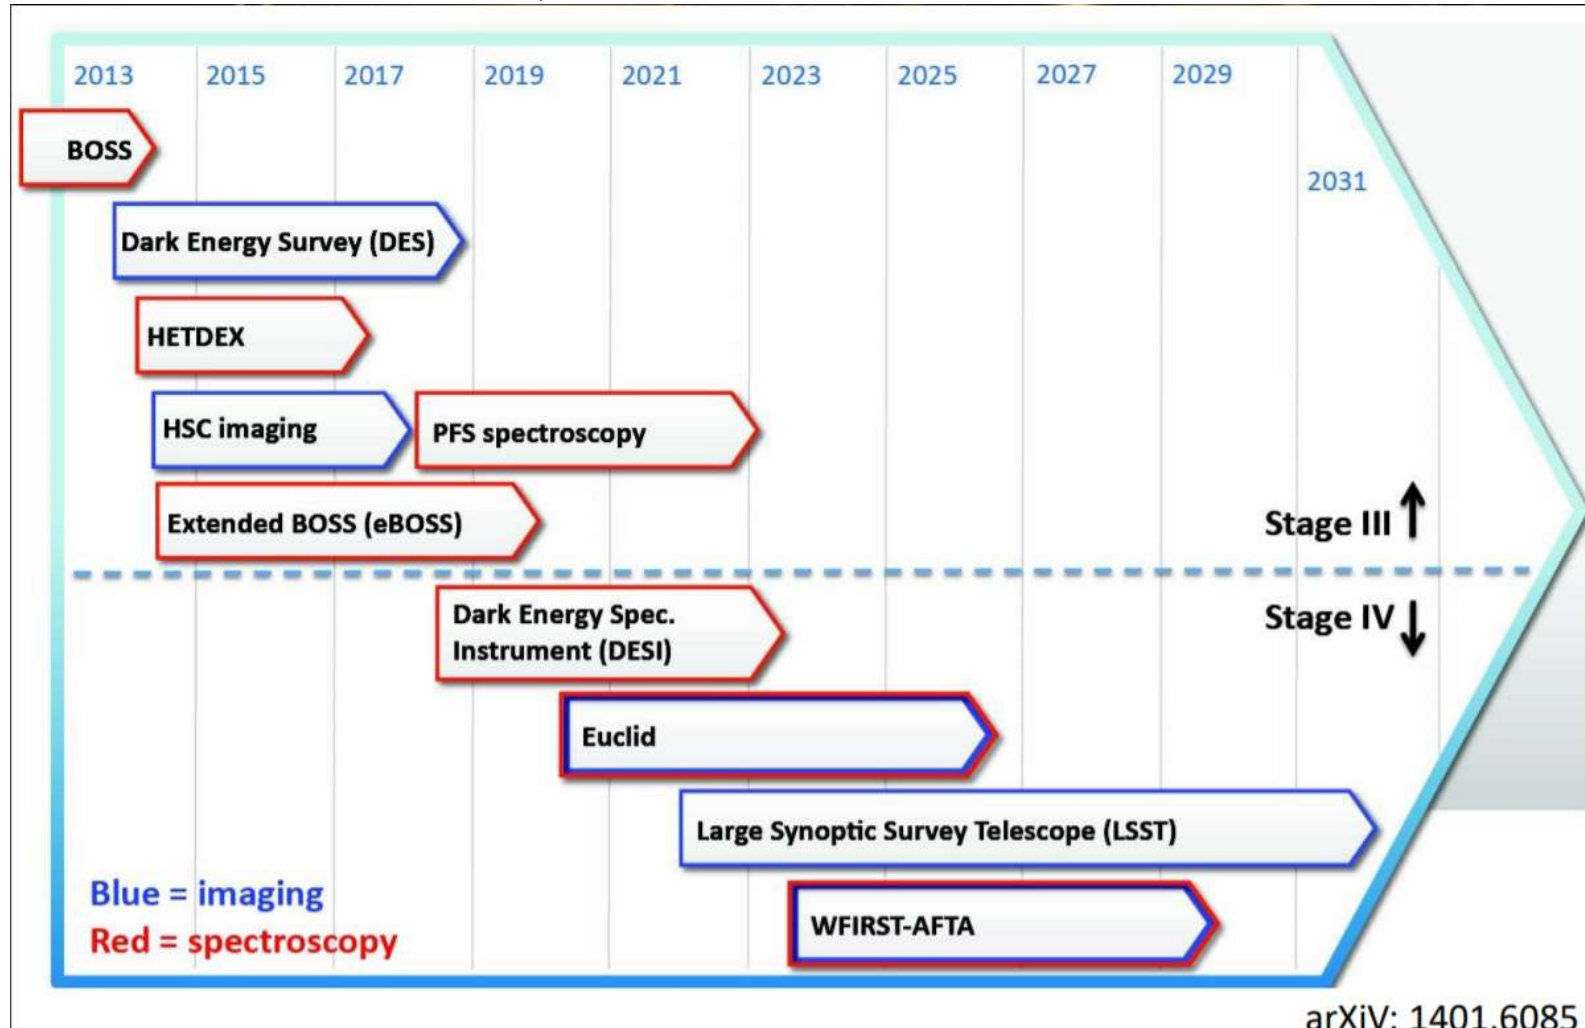 2013 2015 2017 2019 2021 2023 2025 2027 2029
BOSS
2031
Dark Energy Survey (DES)
HETDEX
HSC imaging
PFS spectroscopy
Extended BOSS (eBOSS)
Stage III
Stage IV
Dark Energy Spec.
Instrument (DESI)
Euclid
Large Synoptic Survey Telescope (LSST)
Blue = imaging
Red = spectroscopy
WFIRST-AFTA
arXiV: 1401.6085